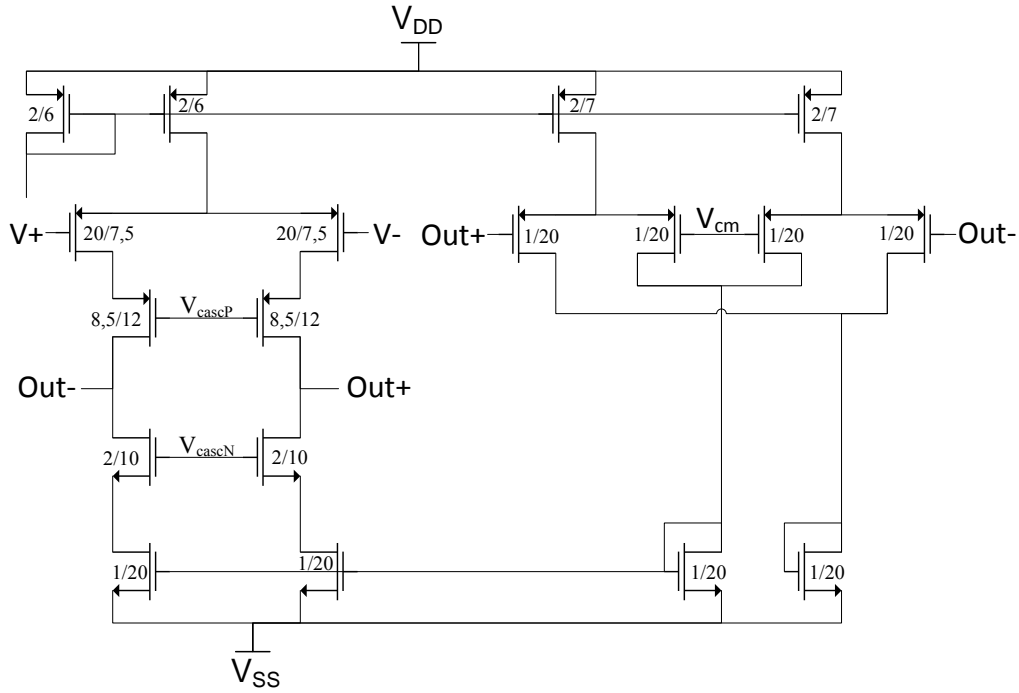 VDD
2/6
2/6
2/7
2/7
V+
20/7,5
20/7,5
V-
Out+
1/20
1/20
Vcm
1/20
1/20
Out-
8,5/12
VcascP
8,5/12
Out-
Out+
2/10
VcascN
2/10
1/20
1/20
1/20
1/20
VSS